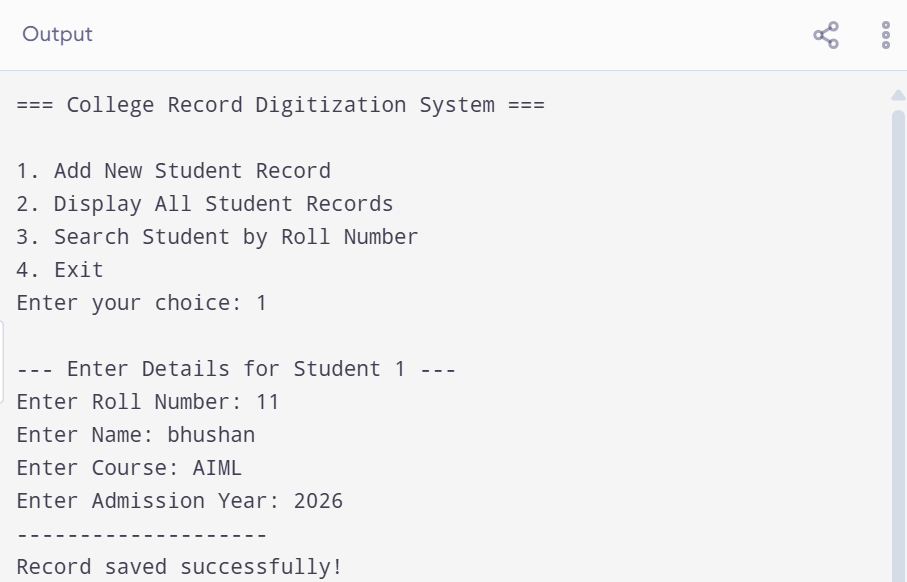 Output
=== College Record Digitization System ===
1. Add New Student Record
2. Display All Student Records
3. Search Student by Roll Number
4. Exit
Enter your choice: 1
--- Enter Details for Student 1 ---
Enter Roll Number: 11
Enter Name: bhushan
Enter Course: AIML
Enter Admission Year: 2026
--------------------
Record saved successfully!